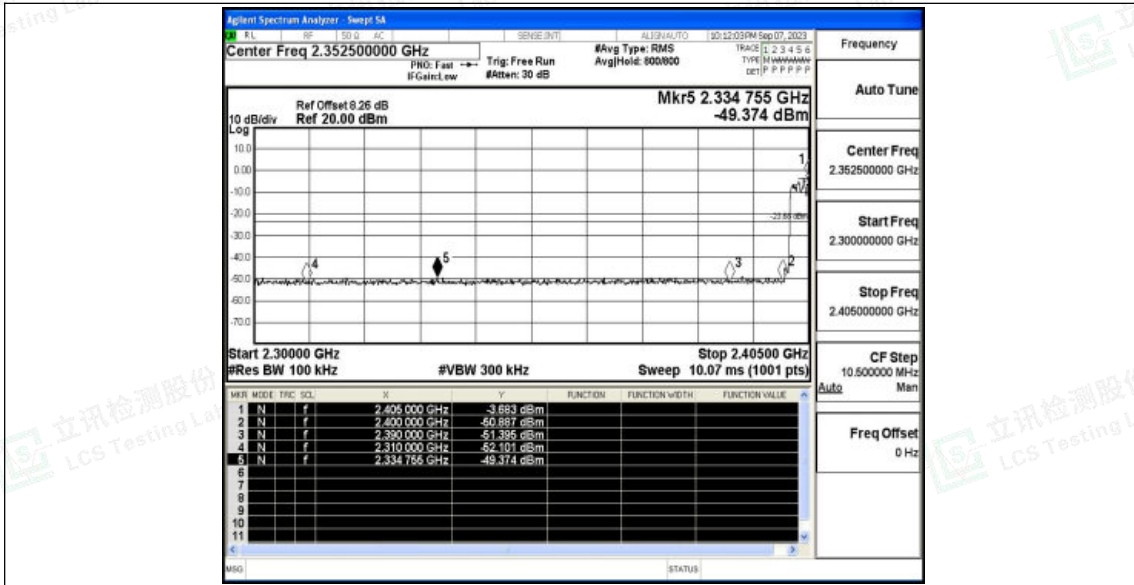 Agilent Spectrum Analyzer - Swept SA
RL RF 50 Ω AC SENSE:INT ALIGNAUTO 10:12:03 PM Sep 07, 2023
Center Freq 2.352500000 GHz
PNO: Fast
IFGain:Low
Trig: Free Run
#Atten: 30 dB
#Avg Type: RMS
Avg|Hold: 800/800
TRACE 1 2 3 4 5 6
TYPE M W W W W W
DET P P P P P P
Mkr5 2.334 755 GHz
-49.374 dBm
Ref Offset 8.26 dB
10 dB/div Ref 20.00 dBm
Log
10.0
0.00
-10.0
-20.0
-30.0
-40.0
-50.0
-60.0
-70.0
1
2
3
4
5
Start 2.30000 GHz Stop 2.40500 GHz
#Res BW 100 kHz #VBW 300 kHz Sweep 10.07 ms (1001 pts)
MKR MODE TRC SCL X Y FUNCTION FUNCTION WIDTH FUNCTION VALUE
1 N f 2.405 000 GHz -3.683 dBm
2 N f 2.400 000 GHz -50.887 dBm
3 N f 2.390 000 GHz -51.395 dBm
4 N f 2.310 000 GHz -52.101 dBm
5 N f 2.334 755 GHz -49.374 dBm
6
7
8
9
10
11
MSG STATUS
Frequency
Auto Tune
Center Freq
2.352500000 GHz
Start Freq
2.300000000 GHz
Stop Freq
2.405000000 GHz
CF Step
10.500000 MHz
Auto Man
Freq Offset
0 Hz
立讯检测股份
LCS Testing Lab
立讯检测股份
LCS Testing L